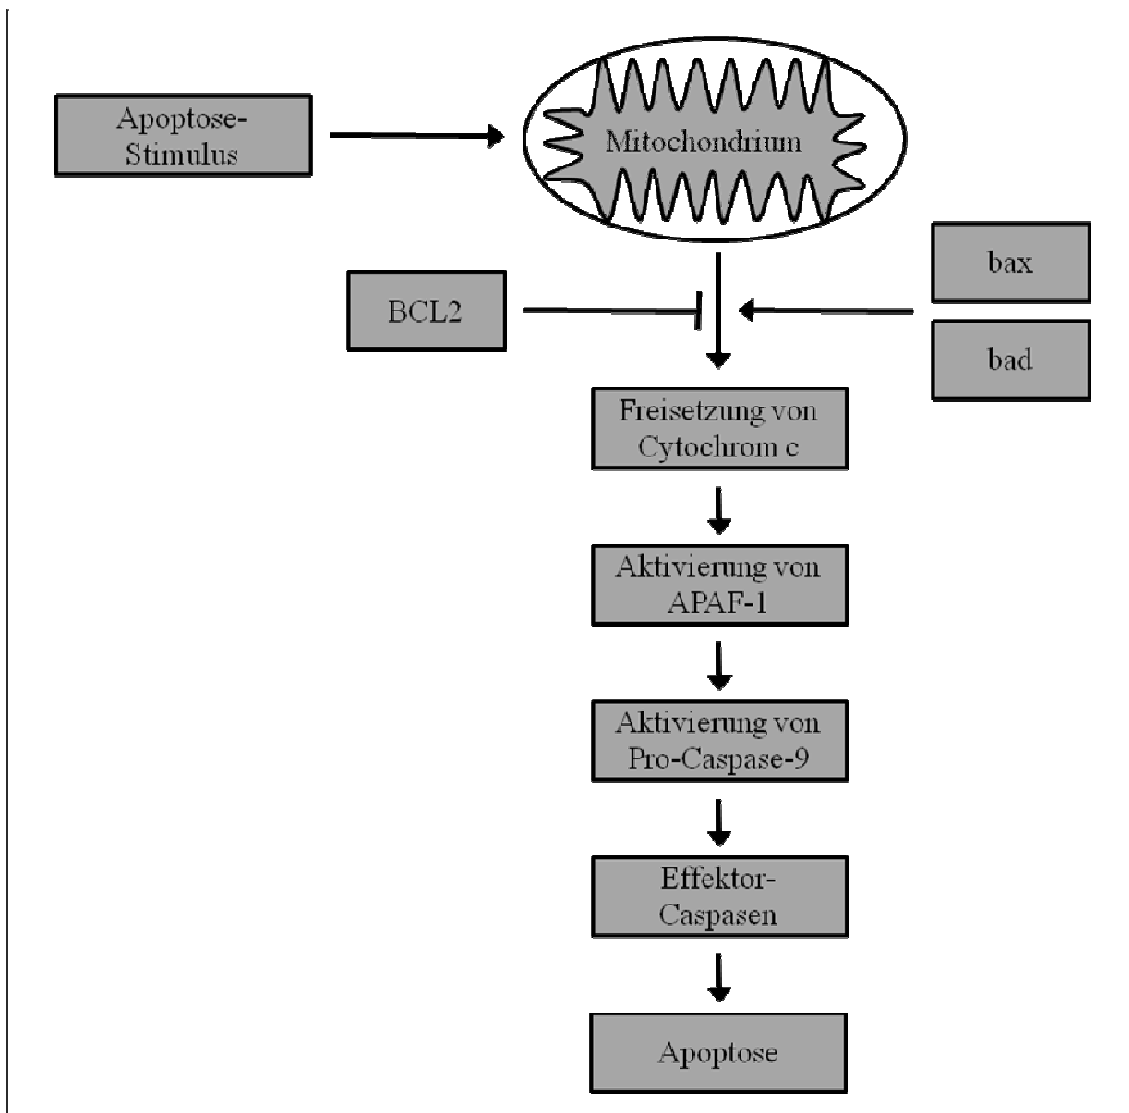 Apoptose-
Stimulus
Mitochondrium
bax
BCL2
bad
Freisetzung von
Cytochrom c
Aktivierung von
APAF-1
Aktivierung von
Pro-Caspase-9
Effektor-
Caspasen
Apoptose